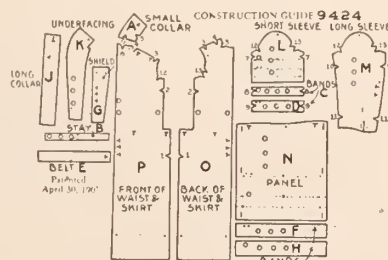 CONSTRUCTION GUIDE 9424
UNDERFACING
SMALL
COLLAR
SHORT SLEEVE
LONG SLEEVE
A
K
SHIELD
LONG
COLLAR
J
G
L
M
BANDS
C
D
STAY B
BELT E
Patented
April 30, 190
P
FRONT OF
WAIST &
SKIRT
O
BACK OF
WAIST &
SKIRT
N
PANEL
F
H
BANDS